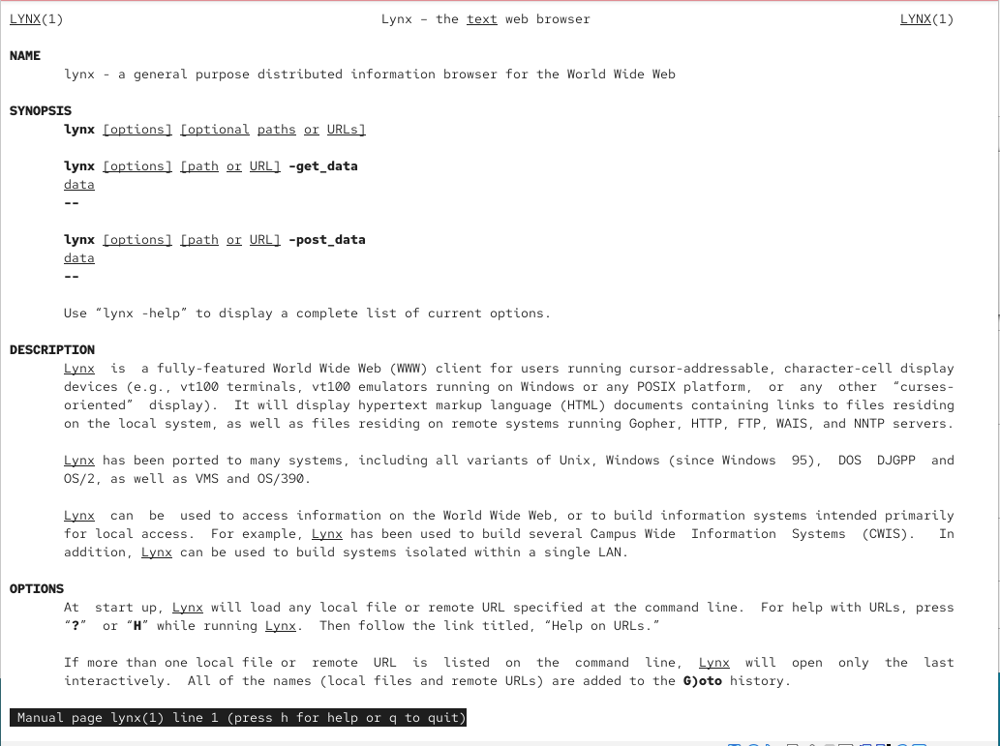 LYNX(1) Lynx – the text web browser LYNX(1)
NAME
lynx - a general purpose distributed information browser for the World Wide Web
SYNOPSIS
lynx [options] [optional paths or URLs]
lynx [options] [path or URL] -get_data
data
--
lynx [options] [path or URL] -post_data
data
--
Use “lynx -help” to display a complete list of current options.
DESCRIPTION
Lynx is a fully-featured World Wide Web (WWW) client for users running cursor-addressable, character-cell display
devices (e.g., vt100 terminals, vt100 emulators running on Windows or any POSIX platform, or any other “curses-
oriented” display). It will display hypertext markup language (HTML) documents containing links to files residing
on the local system, as well as files residing on remote systems running Gopher, HTTP, FTP, WAIS, and NNTP servers.
Lynx has been ported to many systems, including all variants of Unix, Windows (since Windows 95), DOS DJGPP and
OS/2, as well as VMS and OS/390.
Lynx can be used to access information on the World Wide Web, or to build information systems intended primarily
for local access. For example, Lynx has been used to build several Campus Wide Information Systems (CWIS). In
addition, Lynx can be used to build systems isolated within a single LAN.
OPTIONS
At start up, Lynx will load any local file or remote URL specified at the command line. For help with URLs, press
“?” or “H” while running Lynx. Then follow the link titled, “Help on URLs.”
If more than one local file or remote URL is listed on the command line, Lynx will open only the last
interactively. All of the names (local files and remote URLs) are added to the G)oto history.
Manual page lynx(1) line 1 (press h for help or q to quit)